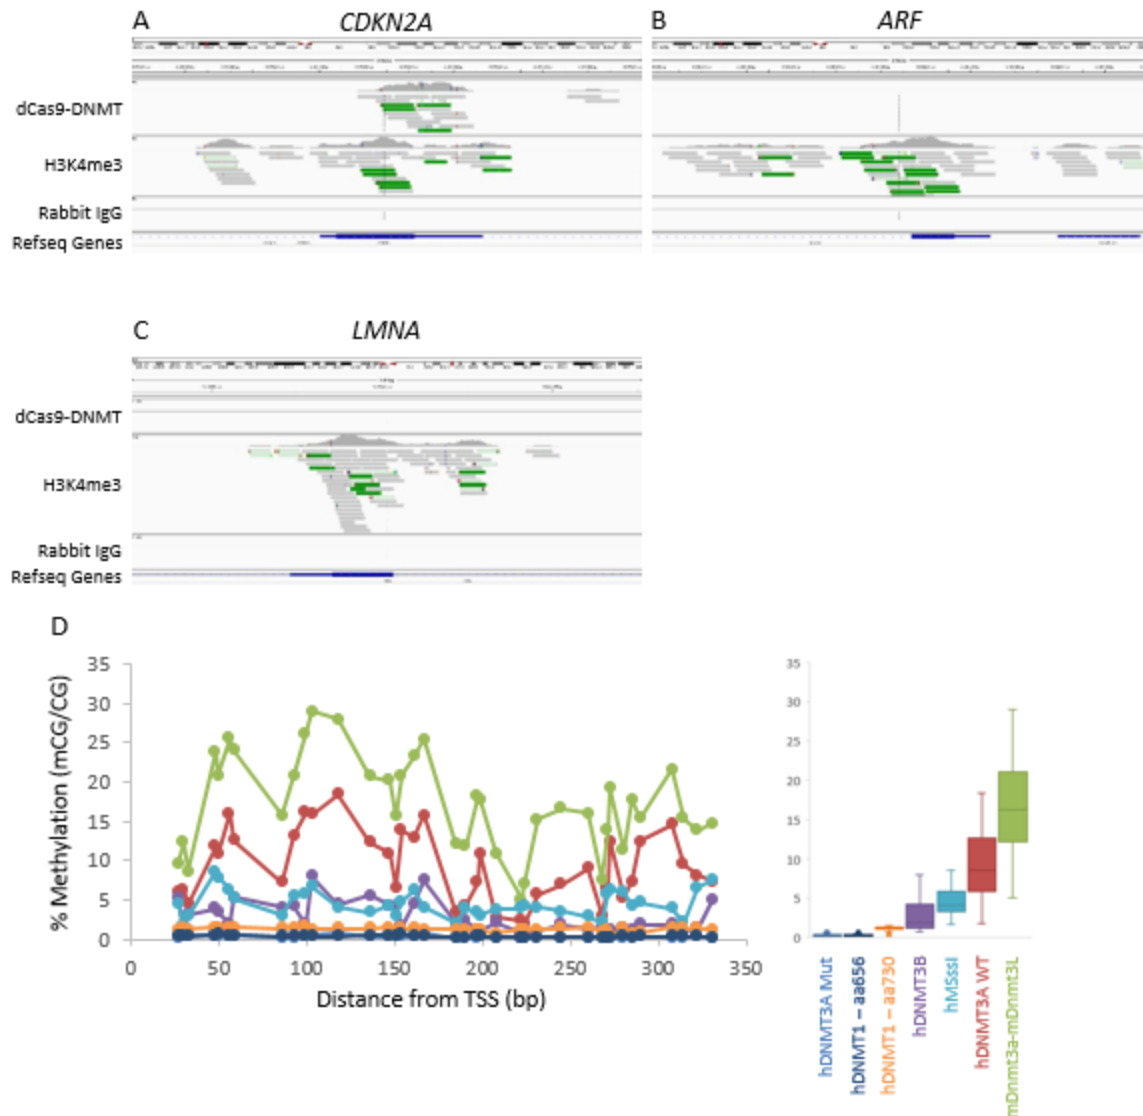 A
CDKN2A
B
ARF
dCas9-DNMT
H3K4me3
Rabbit IgG
Refseq Genes
C
LMNA
dCas9-DNMT
H3K4me3
Rabbit IgG
Refseq Genes
D
35
30
25
20
15
10
5
0
% Methylation (mCG/CG)
0 50 100 150 200 250 300 350
Distance from TSS (bp)
35
30
25
20
15
10
5
0
hDNMT3A Mut
hDNMT1 – aa656
hDNMT1 – aa730
hDNMT3B
hMSssI
hDNMT3A WT
mDnmt3a-mDnmt3L